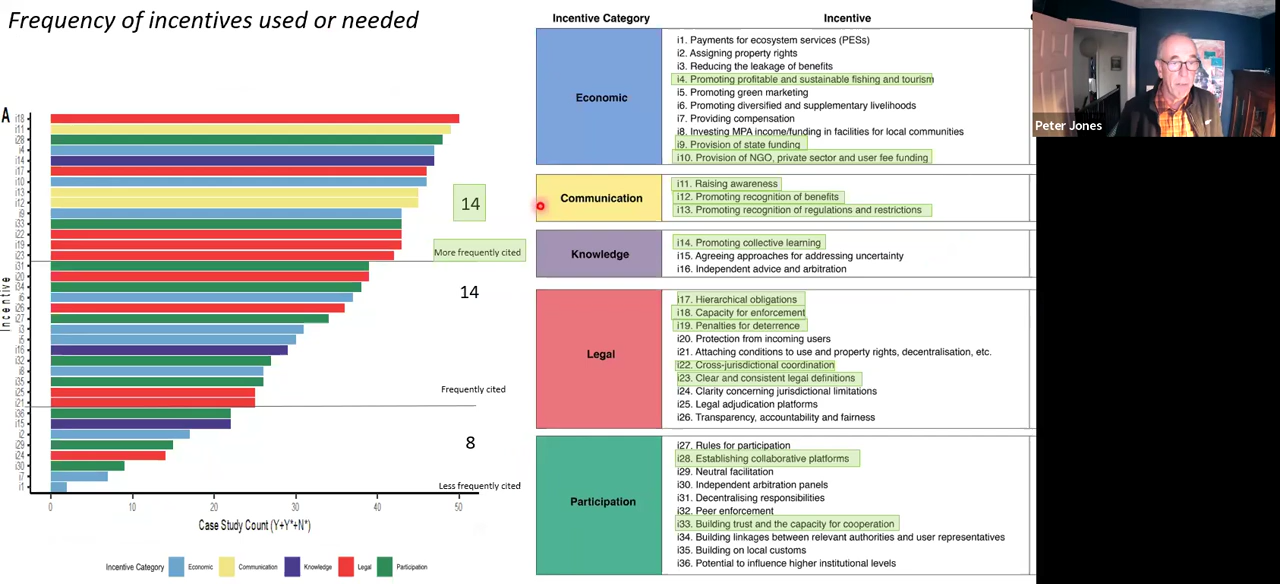 Frequency of incentives used or needed
A
i18
i11
i28
i4
i14
i17
i10
i13
i12
i9
i33
i22
i19
i23
i31
i20
i34
i6
i26
i27
i3
i5
i16
i32
i8
i35
i25
i21
i36
i15
i2
i29
i24
i30
i7
i1
Incentive
0 10 20 30 40 50
Case Study Count (Y+Y*+N*)
14
More frequently cited
14
Frequently cited
8
Less frequently cited
Incentive Category Economic Communication Knowledge Legal Participation
Incentive Category Incentive
Economic
i1. Payments for ecosystem services (PESs)
i2. Assigning property rights
i3. Reducing the leakage of benefits
i4. Promoting profitable and sustainable fishing and tourism
i5. Promoting green marketing
i6. Promoting diversified and supplementary livelihoods
i7. Providing compensation
i8. Investing MPA income/funding in facilities for local communities
i9. Provision of state funding
i10. Provision of NGO, private sector and user fee funding
Communication
i11. Raising awareness
i12. Promoting recognition of benefits
i13. Promoting recognition of regulations and restrictions
Knowledge
i14. Promoting collective learning
i15. Agreeing approaches for addressing uncertainty
i16. Independent advice and arbitration
Legal
i17. Hierarchical obligations
i18. Capacity for enforcement
i19. Penalties for deterrence
i20. Protection from incoming users
i21. Attaching conditions to use and property rights, decentralisation, etc.
i22. Cross-jurisdictional coordination
i23. Clear and consistent legal definitions
i24. Clarity concerning jurisdictional limitations
i25. Legal adjudication platforms
i26. Transparency, accountability and fairness
Participation
i27. Rules for participation
i28. Establishing collaborative platforms
i29. Neutral facilitation
i30. Independent arbitration panels
i31. Decentralising responsibilities
i32. Peer enforcement
i33. Building trust and the capacity for cooperation
i34. Building linkages between relevant authorities and user representatives
i35. Building on local customs
i36. Potential to influence higher institutional levels
Peter Jones